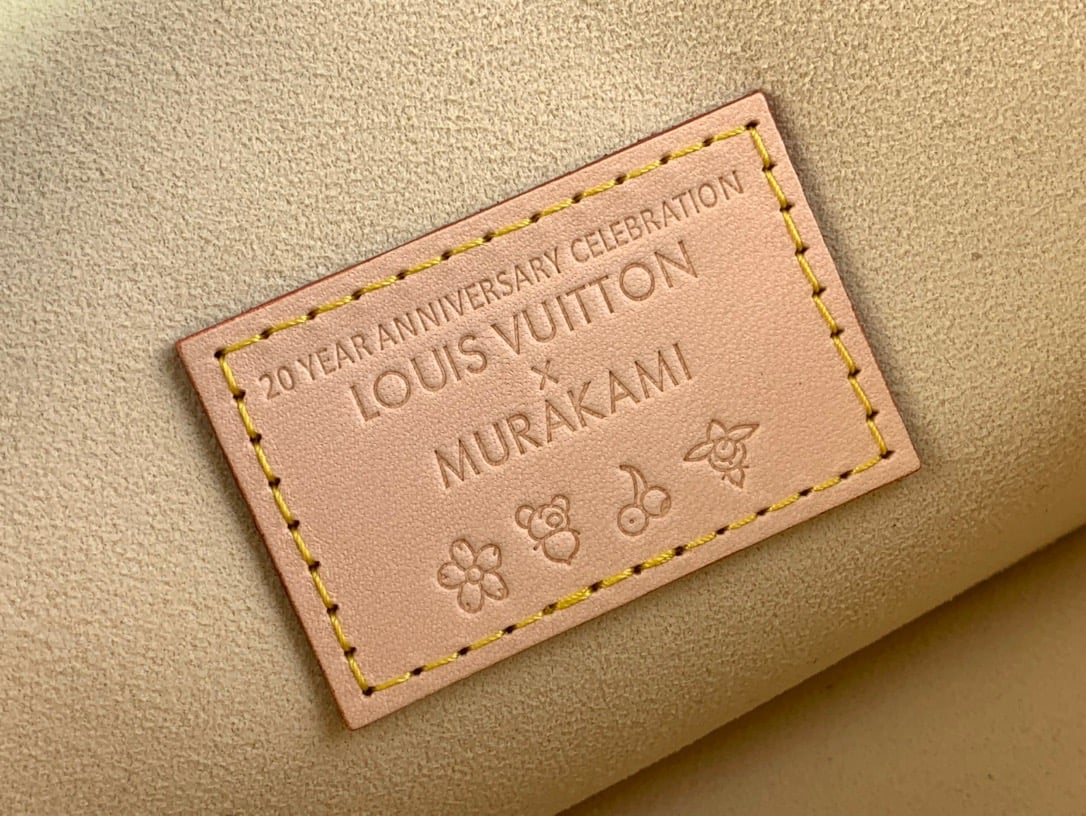 20 YEAR ANNIVERSARY CELEBRATION
LOUIS VUITTON
x
MURAKAMI